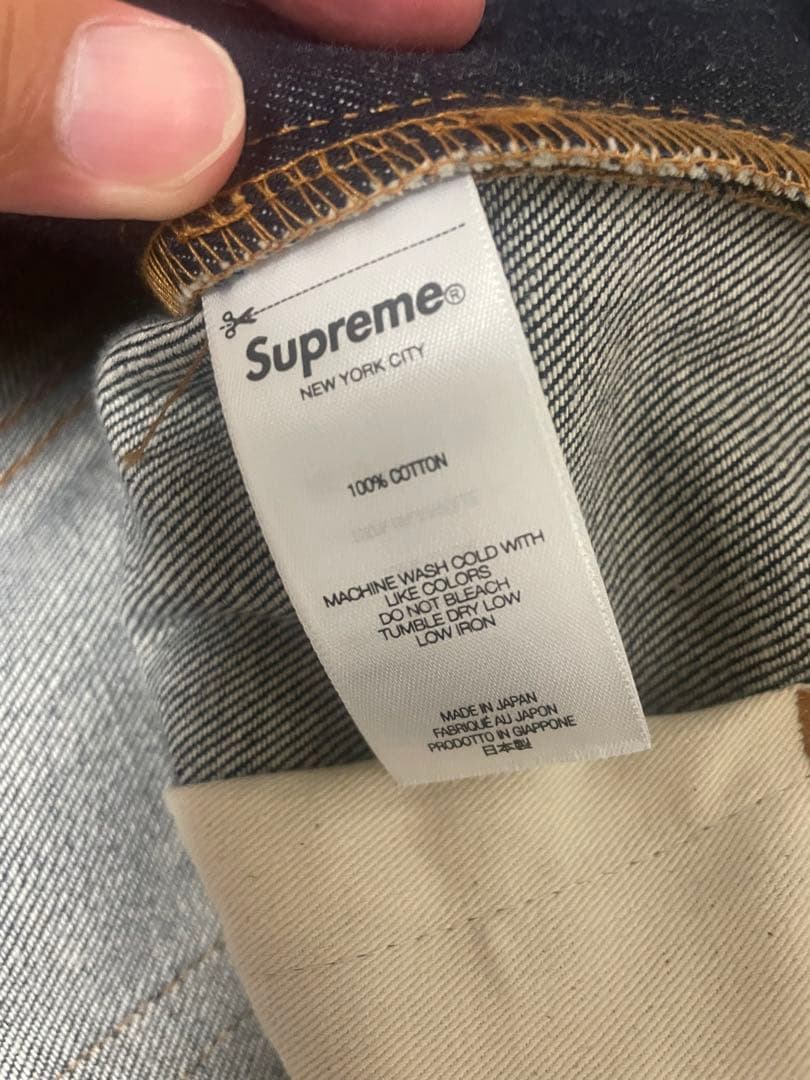 Supreme®
NEW YORK CITY
100% COTTON
MACHINE WASH COLD WITH
LIKE COLORS
DO NOT BLEACH
TUMBLE DRY LOW
LOW IRON
MADE IN JAPAN
FABRIQUÉ AU JAPON
PRODOTTO IN GIAPPONE
日本製